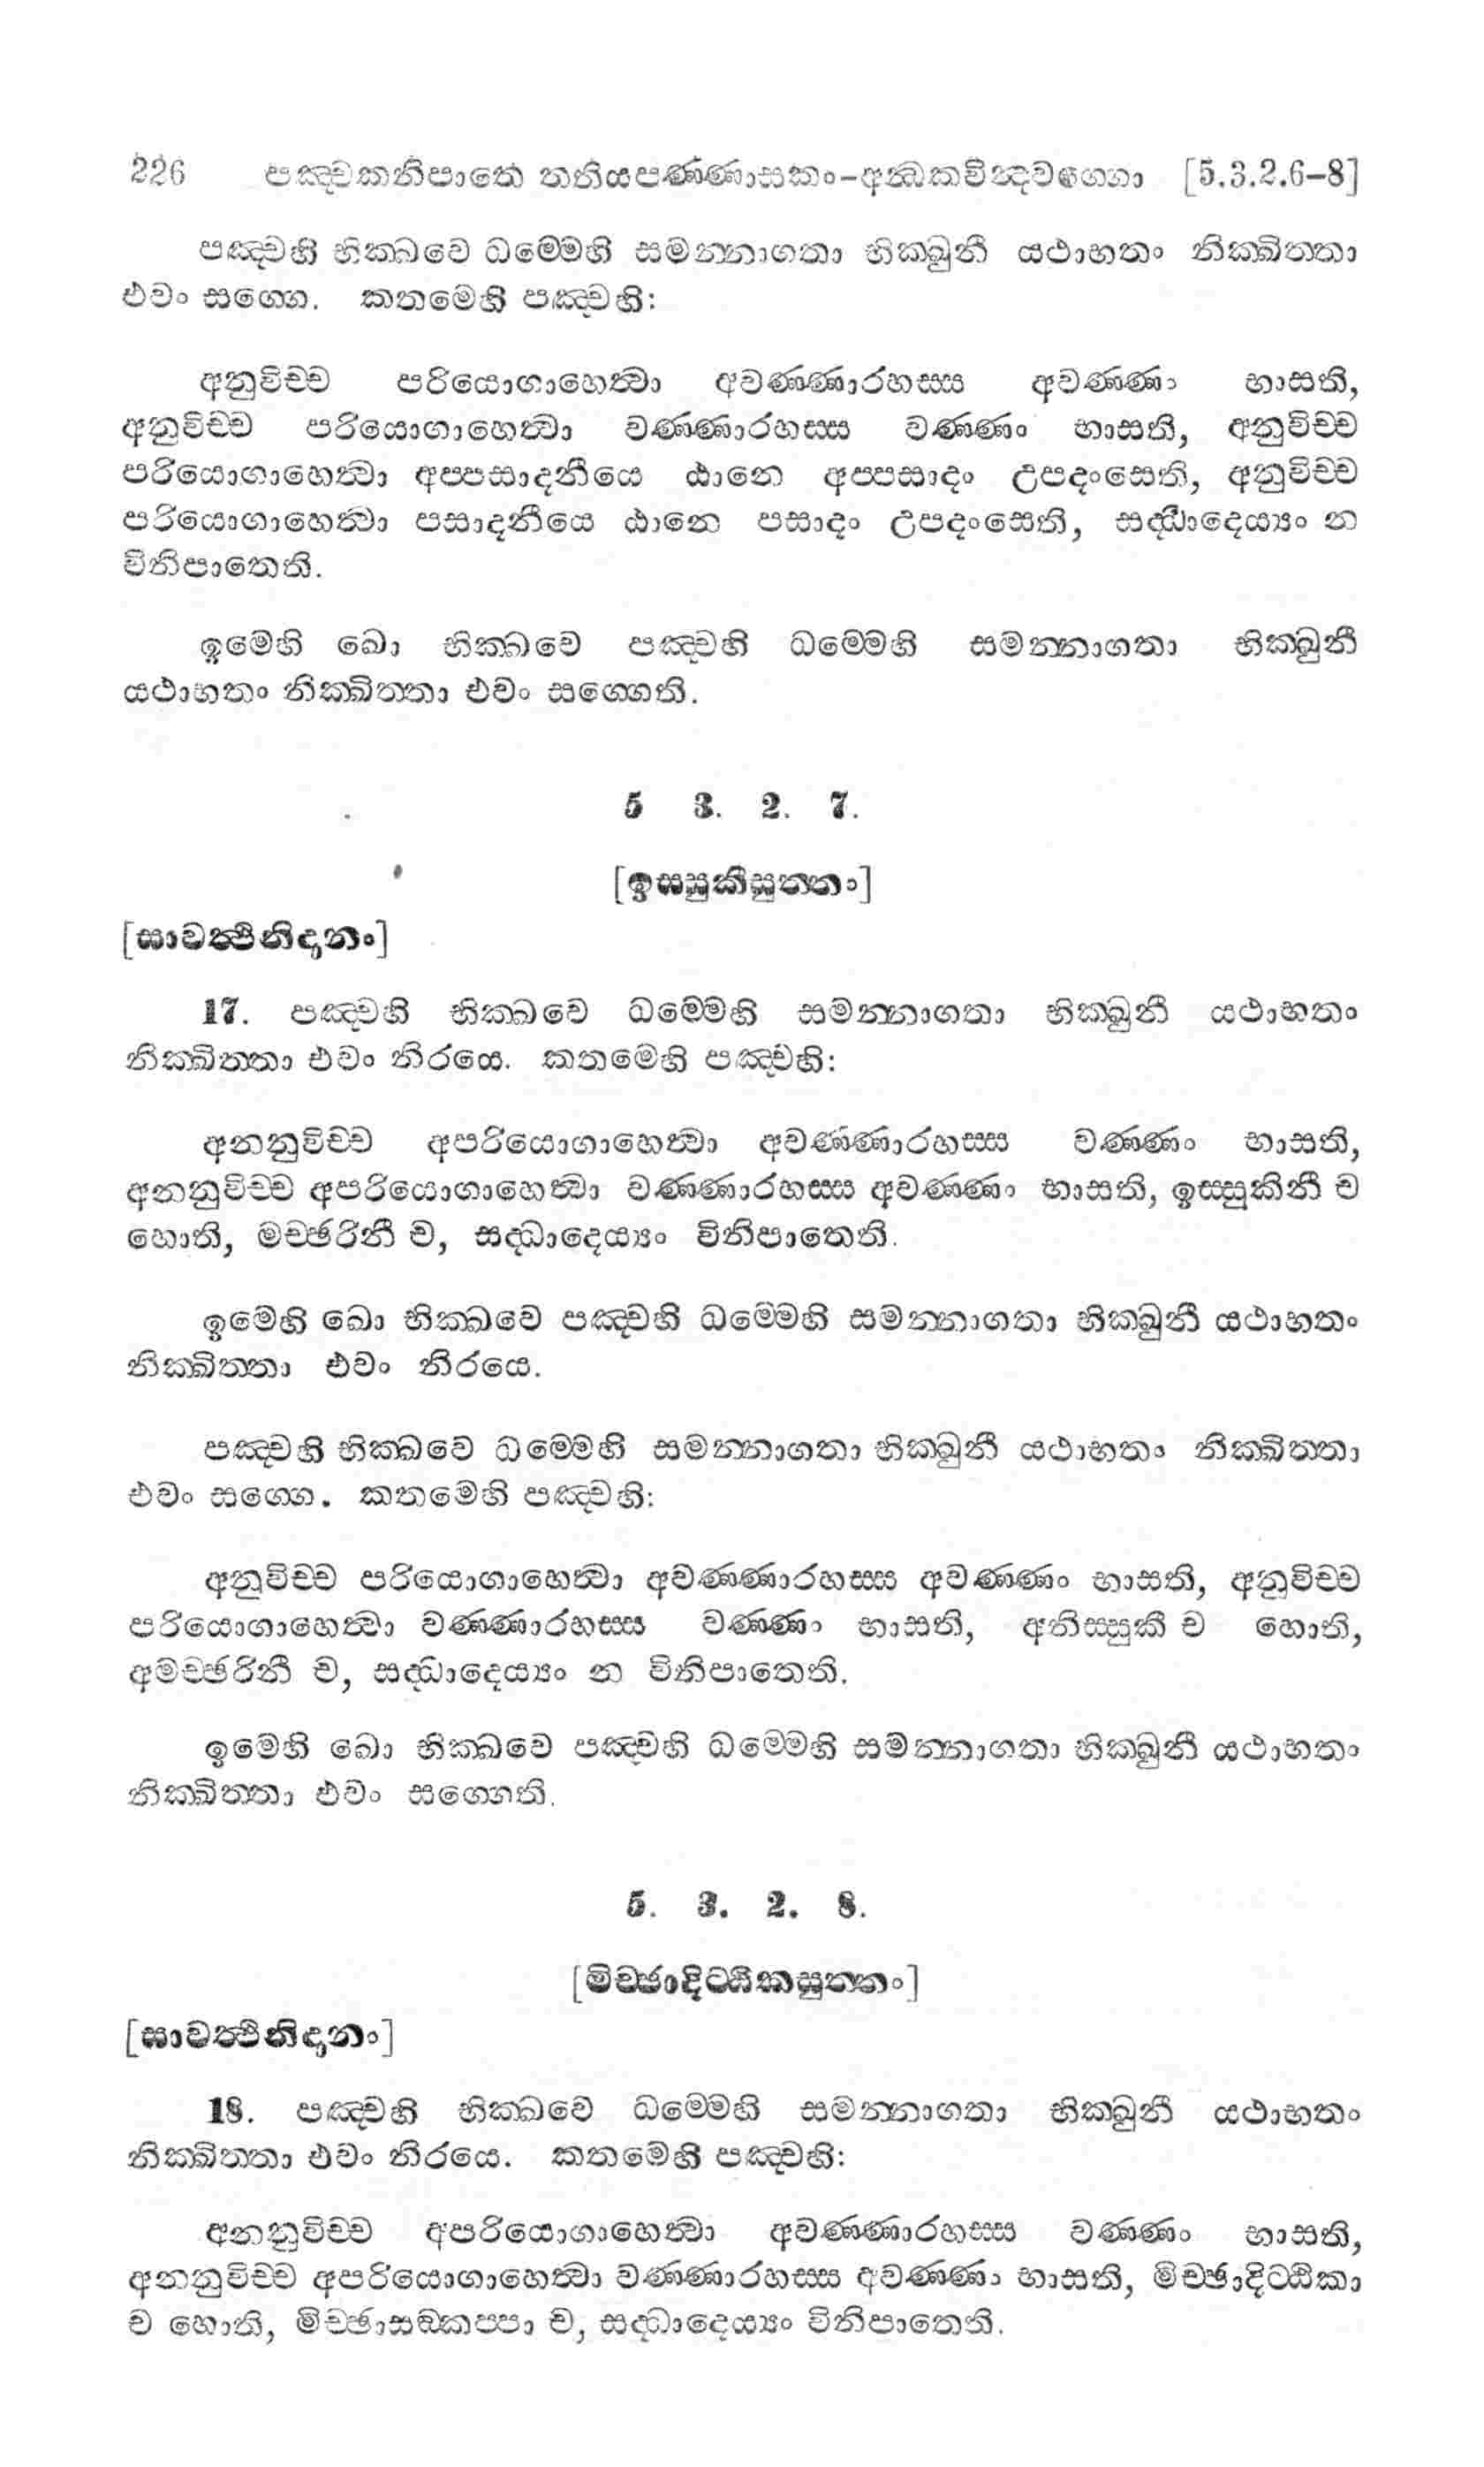 226 පඤ්චකනිපාතෙ තතියපණ්ණාසකං-අන්ධකවින්දවග්ගො [5.3.2.6–8]
පඤ්චහි භික්ඛවෙ ධම්මෙහි සමන්නාගතා භික්ඛුනී යථාභතං නික්ඛිත්තා
එවං සග්ගෙ. කතමෙහි පඤ්චහි:
අනුවිච්ච පරියොගාහෙත්වා අවණ්ණාරහස්ස අවණ්ණං භාසති,
අනුවිච්ච පරියොගාහෙත්වා වණ්ණාරහස්ස වණ්ණං භාසති, අනුවිච්ච
පරියොගාහෙත්වා අප්පසාදනීයෙ ඨානෙ අප්පසාදං උපදංසෙති, අනුවිච්ච
පරියොගාහෙත්වා පසාදනීයෙ ඨානෙ පසාදං උපදංසෙති, සද්ධාදෙය්‍යං න
විනිපාතෙති.
ඉමෙහි ඛො භික්ඛවෙ පඤ්චහි ධම්මෙහි සමන්නාගතා භික්ඛුනී
යථාභතං නික්ඛිත්තා එවං සග්ගෙති.
5 3. 2. 7.
[ඉස්සුකීසුත්තං]
[සාවත්ථිනිදානං]
17. පඤ්චහි භික්ඛවෙ ධම්මෙහි සමන්නාගතා භික්ඛුනී යථාභතං
නික්ඛිත්තා එවං නිරයෙ. කතමෙහි පඤ්චහි:
අනනුවිච්ච අපරියොගාහෙත්වා අවණ්ණාරහස්ස වණ්ණං භාසති,
අනනුවිච්ච අපරියොගාහෙත්වා වණ්ණාරහස්ස අවණ්ණං භාසති, ඉස්සුකිනී ච
හොති, මච්ඡරිනී ච, සද්ධාදෙය්‍යං විනිපාතෙති.
ඉමෙහි ඛො භික්ඛවෙ පඤ්චහි ධම්මෙහි සමන්නාගතා භික්ඛුනී යථාභතං
නික්ඛිත්තා එවං නිරයෙ.
පඤ්චහි භික්ඛවෙ ධම්මෙහි සමන්නාගතා භික්ඛුනී යථාභතං නික්ඛිත්තා
එවං සග්ගෙ. කතමෙහි පඤ්චහි:
අනුවිච්ච පරියොගාහෙත්වා අවණ්ණාරහස්ස අවණ්ණං භාසති, අනුවිච්ච
පරියොගාහෙත්වා වණ්ණාරහස්ස වණ්ණං භාසති, අනිස්සුකී ච හොති,
අමච්ඡරිනී ච, සද්ධාදෙය්‍යං න විනිපාතෙති.
ඉමෙහි ඛො භික්ඛවෙ පඤ්චහි ධම්මෙහි සමන්නාගතා භික්ඛුනී යථාභතං
නික්ඛිත්තා එවං සග්ගෙති.
5. 3. 2. 8.
[මිච්ඡාදිට්ඨිකසුත්තං]
[සාවත්ථිනිදානං]
18. පඤ්චහි භික්ඛවෙ ධම්මෙහි සමන්නාගතා භික්ඛුනී යථාභතං
නික්ඛිත්තා එවං නිරයෙ. කතමෙහි පඤ්චහි:
අනනුවිච්ච අපරියොගාහෙත්වා අවණ්ණාරහස්ස වණ්ණං භාසති,
අනනුවිච්ච අපරියොගාහෙත්වා වණ්ණාරහස්ස අවණ්ණං භාසති, මිච්ඡාදිට්ඨිකා
ච හොති, මිච්ඡාසඞ්කප්පා ච, සද්ධාදෙය්‍යං විනිපාතෙති.